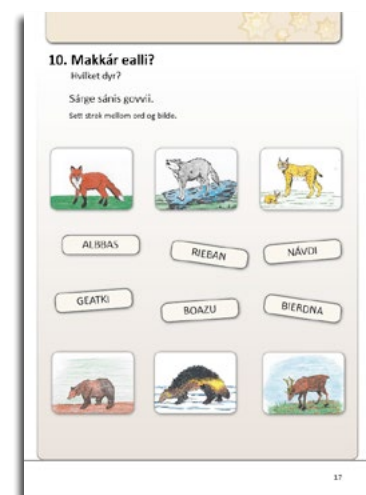 10. Makkár ealli?
Hvilket dyr?
Sárge sánis govvii.
Sett strek mellom ord og bilde.
ALBBAS
RIEBAN
NÁVDI
GEATKI
BOAZU
BIERDNA
17